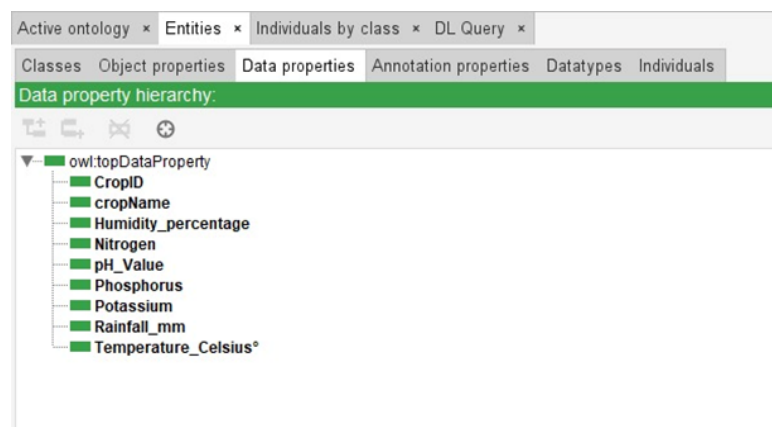 Active ontology × Entities × Individuals by class × DL Query ×
Classes Object properties Data properties Annotation properties Datatypes Individuals
Data property hierarchy:
owl:topDataProperty
CropID
cropName
Humidity_percentage
Nitrogen
pH_Value
Phosphorus
Potassium
Rainfall_mm
Temperature_Celsius°